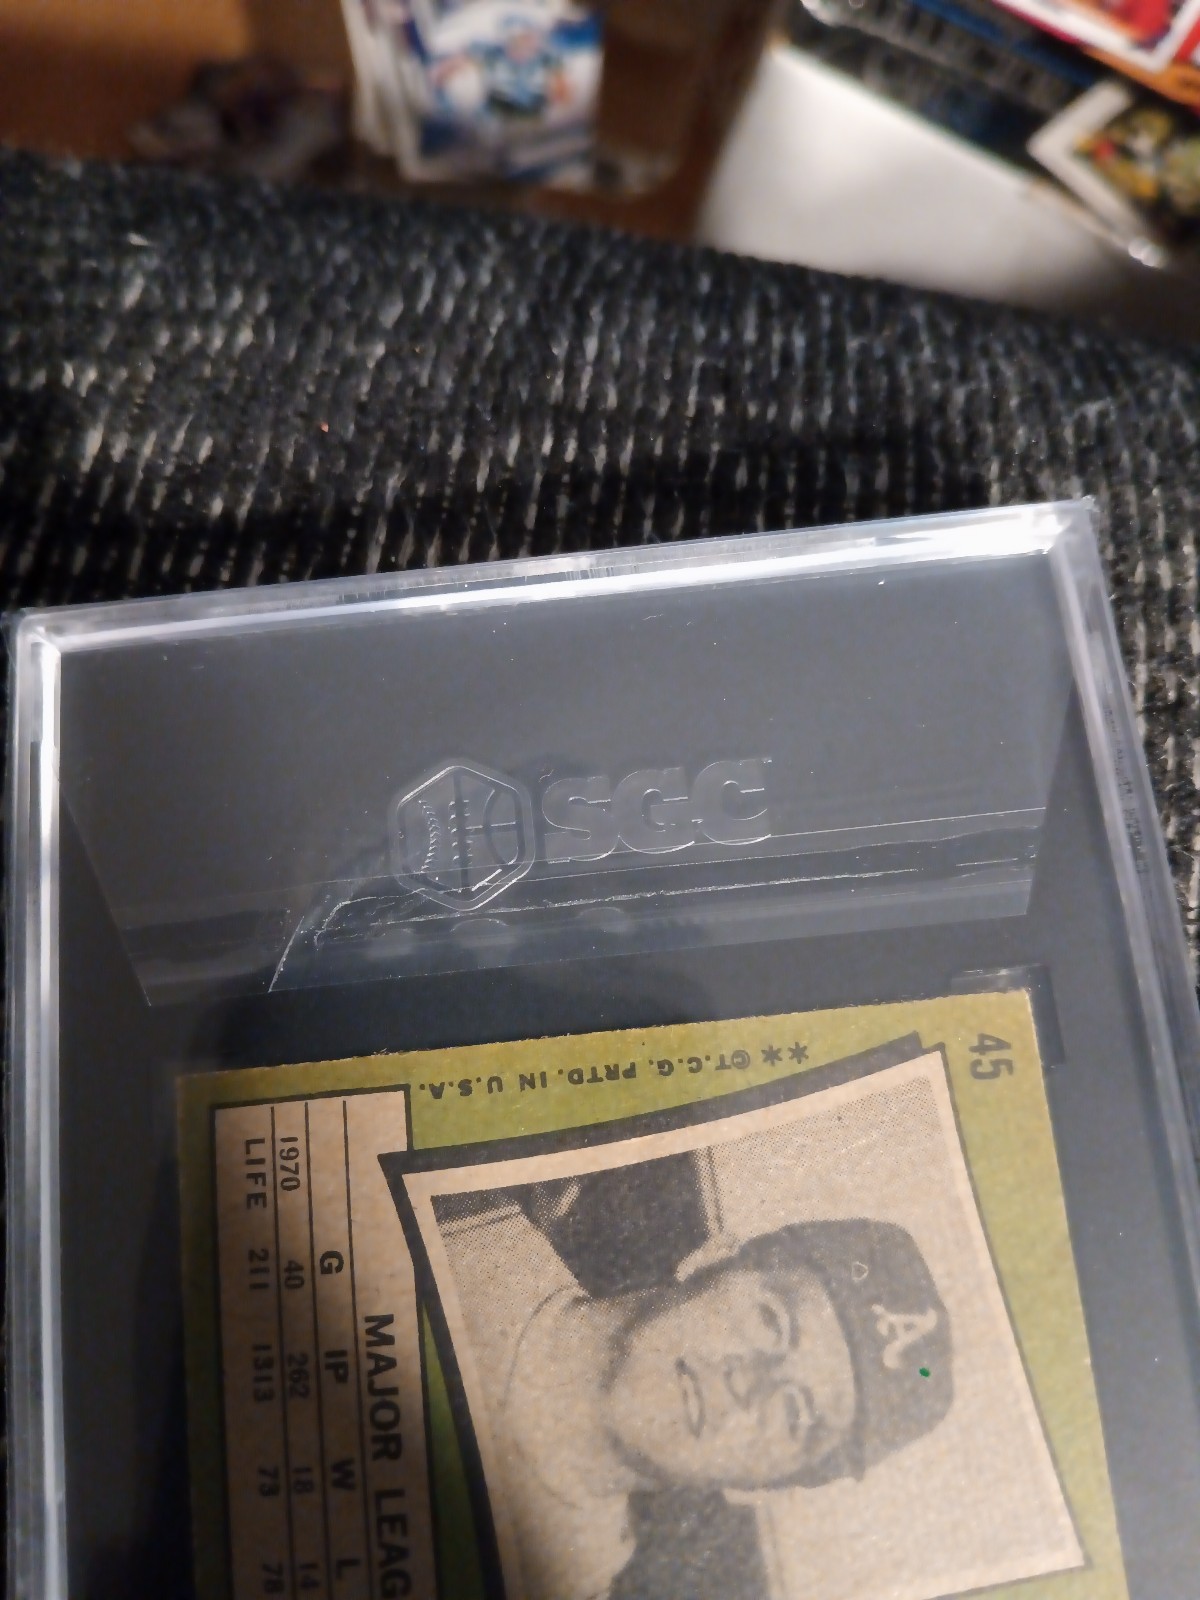 SGC
45
** ©T.C.G. PRTD. IN U.S.A.
A
MAJOR LEAG
G IP W L
1970 40 262 18 14
LIFE 211 1313 73 78